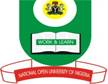 WORK & LEARN
NATIONAL OPEN UNIVERSITY OF NIGERIA